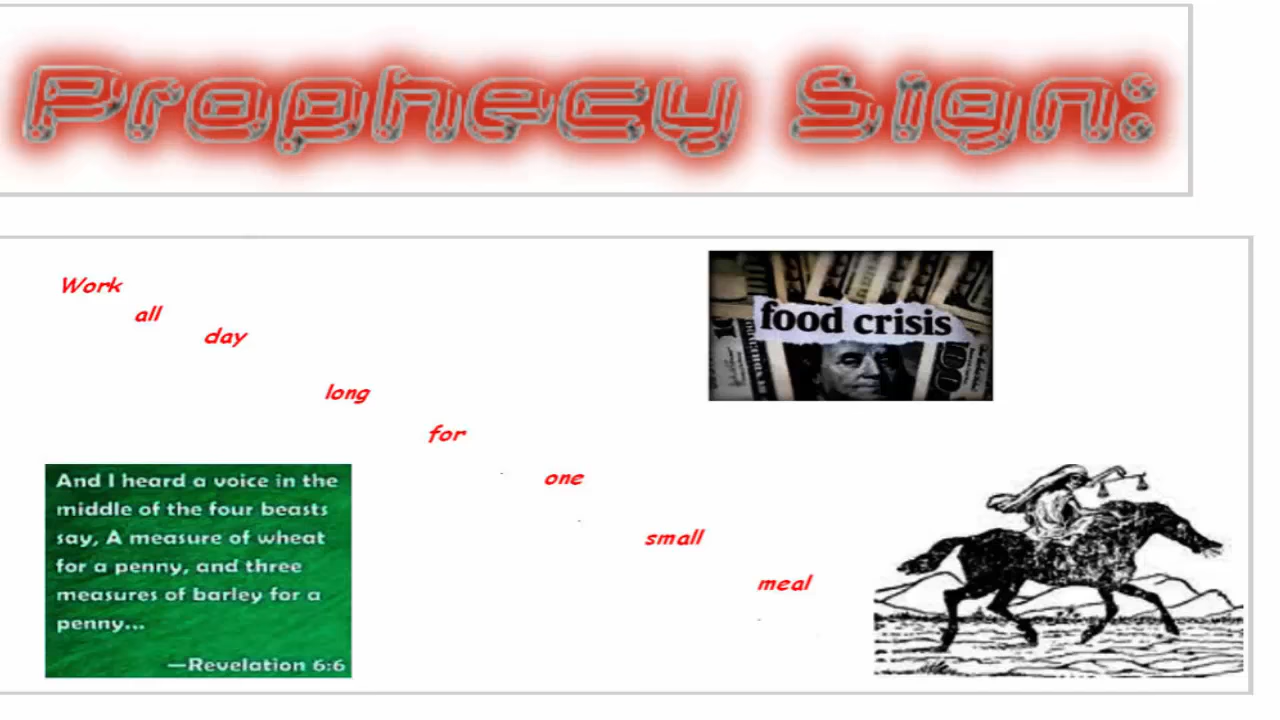 Prophecy Sign:
Work
all
day
long
for
one
small
meal
food crisis
And I heard a voice in the
middle of the four beasts
say, A measure of wheat
for a penny, and three
measures of barley for a
penny...
—Revelation 6:6